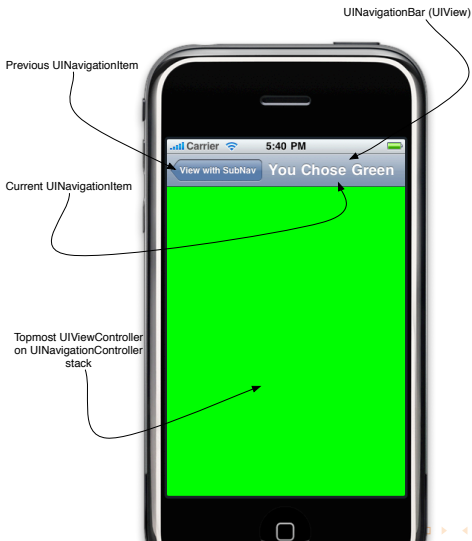 UINavigationBar (UIView)
Previous UINavigationItem
Carrier 5:40 PM
View with SubNav You Chose Green
Current UINavigationItem
Topmost UIViewController
on UINavigationController
stack